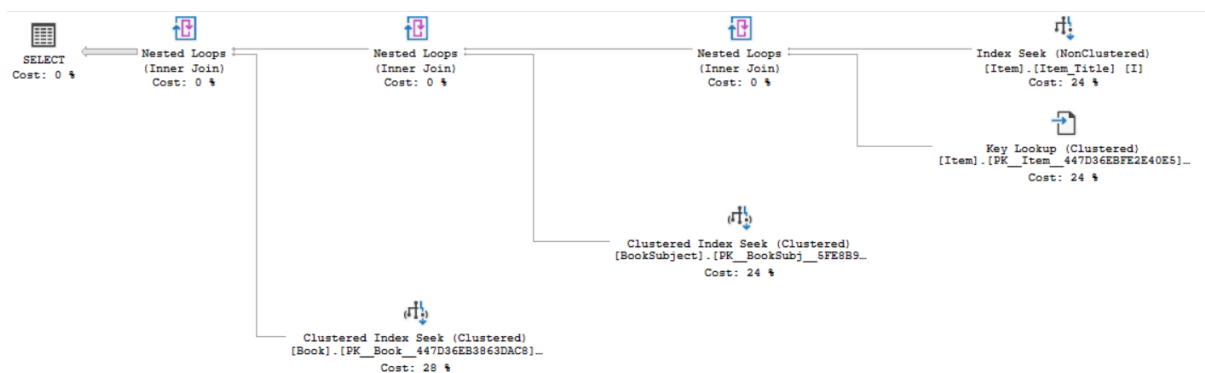 SELECT
Cost: 0 %
Nested Loops
(Inner Join)
Cost: 0 %
Nested Loops
(Inner Join)
Cost: 0 %
Nested Loops
(Inner Join)
Cost: 0 %
Index Seek (NonClustered)
[Item].[Item_Title] [I]
Cost: 24 %
Key Lookup (Clustered)
[Item].[PK__Item__447D36EBFE2E40E5]…
Cost: 24 %
Clustered Index Seek (Clustered)
[BookSubject].[PK__BookSubj__5FE8B9…
Cost: 24 %
Clustered Index Seek (Clustered)
[Book].[PK__Book__447D36EB3863DAC8]…
Cost: 28 %